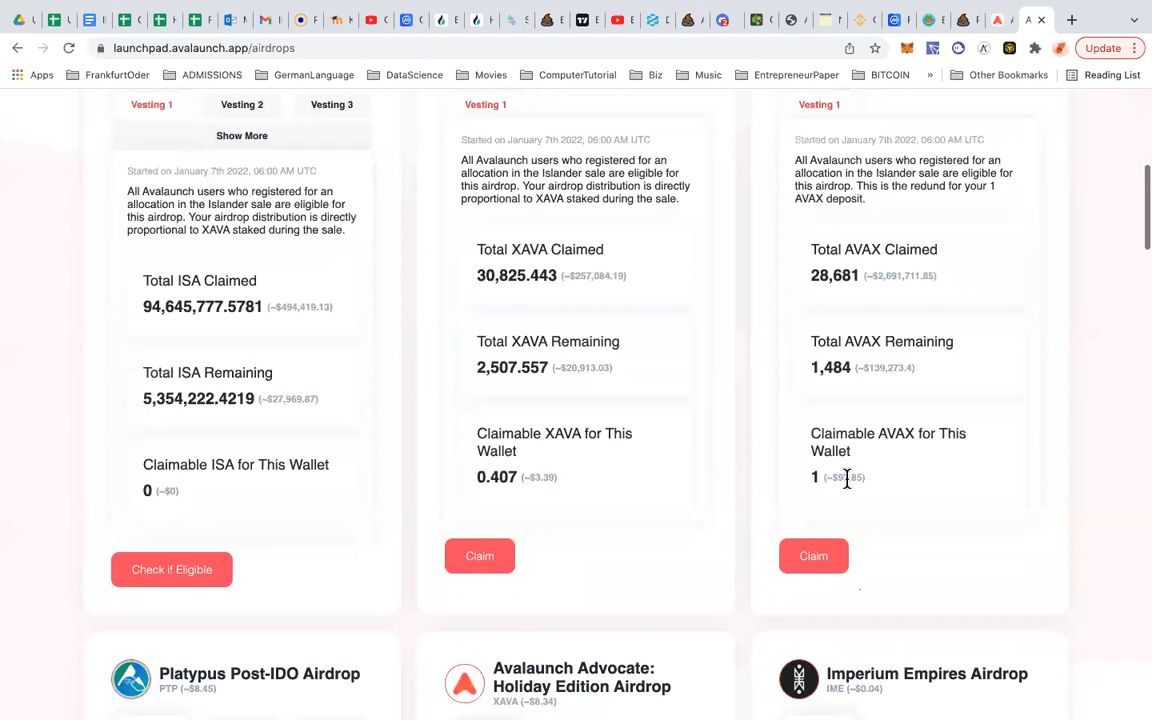 launchpad.avalaunch.app/airdrops
Update
Apps
FrankfurtOder
ADMISSIONS
GermanLanguage
DataScience
Movies
ComputerTutorial
Biz
Music
EntrepreneurPaper
BITCOIN
»
Other Bookmarks
Reading List
Vesting 1
Vesting 2
Vesting 3
Show More
Started on January 7th 2022, 06:00 AM UTC
All Avalaunch users who registered for an
allocation in the Islander sale are eligible for
this airdrop. Your airdrop distribution is directly
proportional to XAVA staked during the sale.
Total ISA Claimed
94,645,777.5781 (~$494,419.13)
Total ISA Remaining
5,354,222.4219 (~$27,969.87)
Claimable ISA for This Wallet
0 (~$0)
Check if Eligible
Vesting 1
Started on January 7th 2022, 06:00 AM UTC
All Avalaunch users who registered for an
allocation in the Islander sale are eligible for
this airdrop. Your airdrop distribution is directly
proportional to XAVA staked during the sale.
Total XAVA Claimed
30,825.443 (~$257,084.19)
Total XAVA Remaining
2,507.557 (~$20,913.03)
Claimable XAVA for This
Wallet
0.407 (~$3.39)
Claim
Vesting 1
Started on January 7th 2022, 06:00 AM UTC
All Avalaunch users who registered for an
allocation in the Islander sale are eligible for
this airdrop. This is the redund for your 1
AVAX deposit.
Total AVAX Claimed
28,681 (~$2,691,711.85)
Total AVAX Remaining
1,484 (~$139,273.4)
Claimable AVAX for This
Wallet
1
Claim
Platypus Post-IDO Airdrop
PTP (~$8.45)
Avalaunch Advocate:
Holiday Edition Airdrop
XAVA (~$8.34)
Imperium Empires Airdrop
IME (~$0.04)